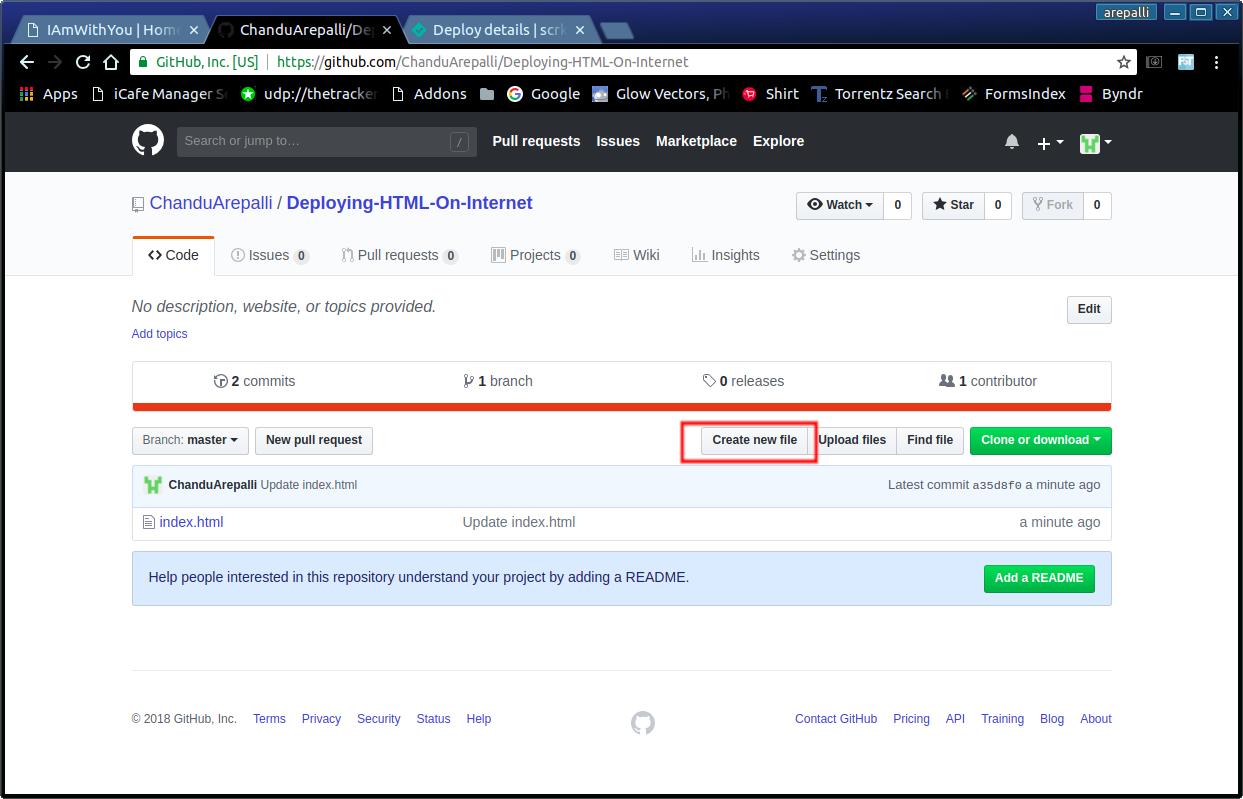 arepalli
IAmWithYou | Home
ChanduArepalli/De
Deploy details | scrk
GitHub, Inc. [US] https://github.com/ChanduArepalli/Deploying-HTML-On-Internet
Apps iCafe Manager Se udp://thetracker Addons Google Glow Vectors, Ph Shirt Torrentz Search FormsIndex Byndr
Search or jump to… / Pull requests Issues Marketplace Explore
ChanduArepalli / Deploying-HTML-On-Internet Watch 0 Star 0 Fork 0
<> Code Issues 0 Pull requests 0 Projects 0 Wiki Insights Settings
No description, website, or topics provided. Edit
Add topics
2 commits 1 branch 0 releases 1 contributor
Branch: master New pull request Create new file Upload files Find file Clone or download
ChanduArepalli Update index.html Latest commit a35d8f0 a minute ago
index.html Update index.html a minute ago
Help people interested in this repository understand your project by adding a README. Add a README
© 2018 GitHub, Inc. Terms Privacy Security Status Help Contact GitHub Pricing API Training Blog About